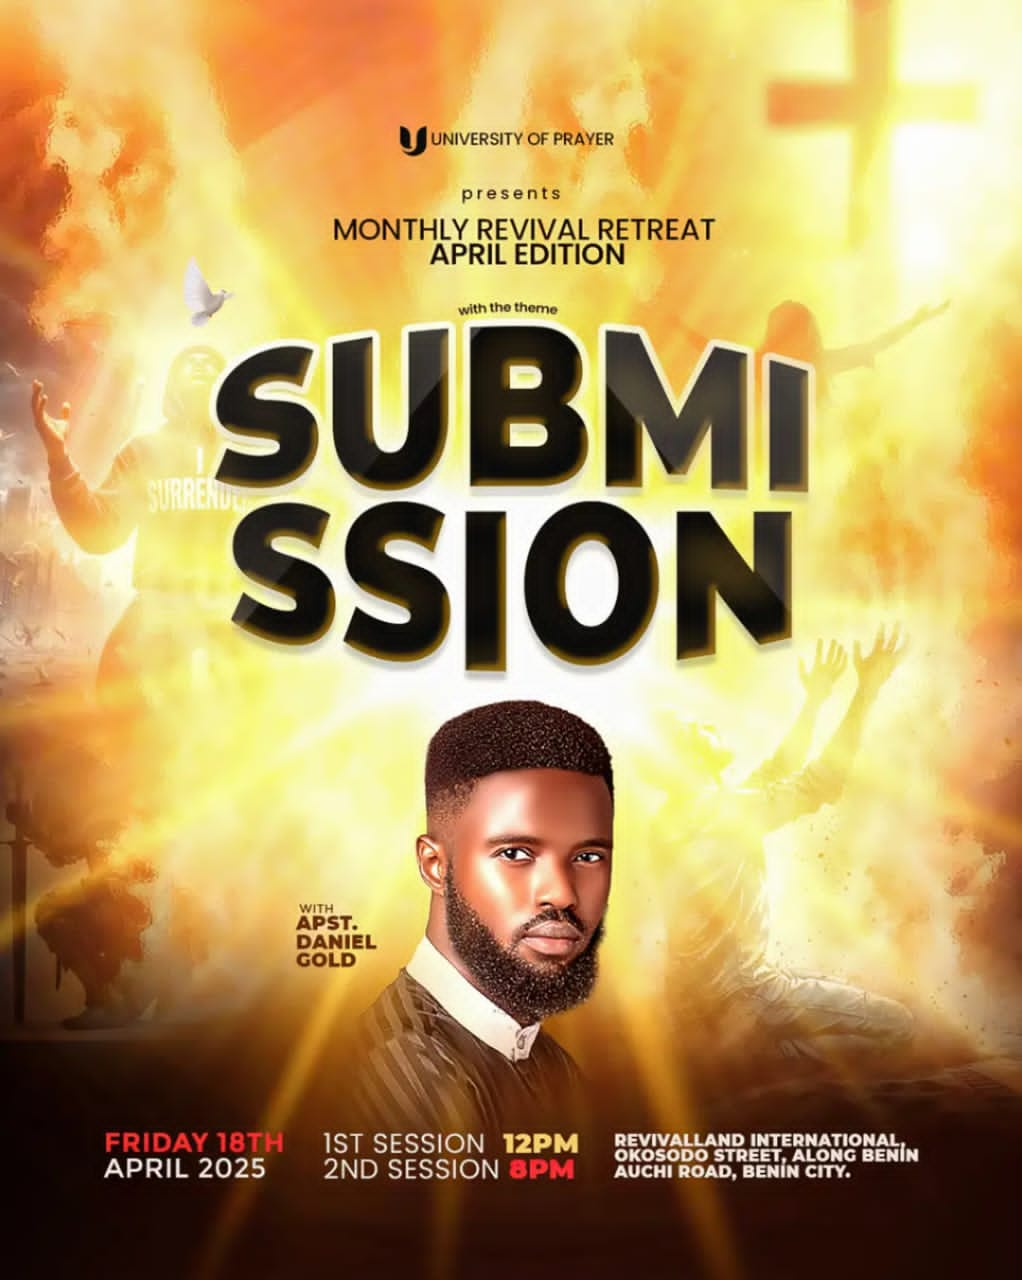 UNIVERSITY OF PRAYER
presents
MONTHLY REVIVAL RETREAT
APRIL EDITION
with the theme
SUBMI
SSION
I
SURRENDER
WITH
APST.
DANIEL
GOLD
FRIDAY 18TH
APRIL 2025
1ST SESSION 12PM
2ND SESSION 8PM
REVIVALLAND INTERNATIONAL,
OKOSODO STREET, ALONG BENIN
AUCHI ROAD, BENIN CITY.